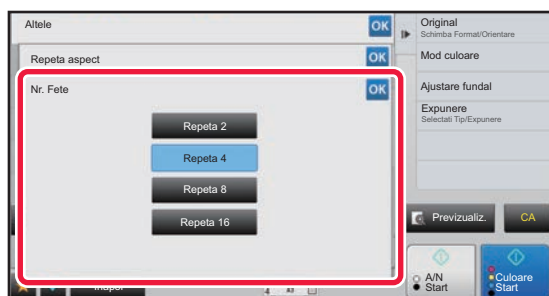 Altele
OK
Repeta aspect
OK
Nr. Fete
OK
Repeta 2
Repeta 4
Repeta 8
Repeta 16
Original
Schimba Format/Orientare
Mod culoare
Ajustare fundal
Expunere
Selectati Tip/Expunere
Previzualiz.
CA
A/N
Start
Culoare
Start